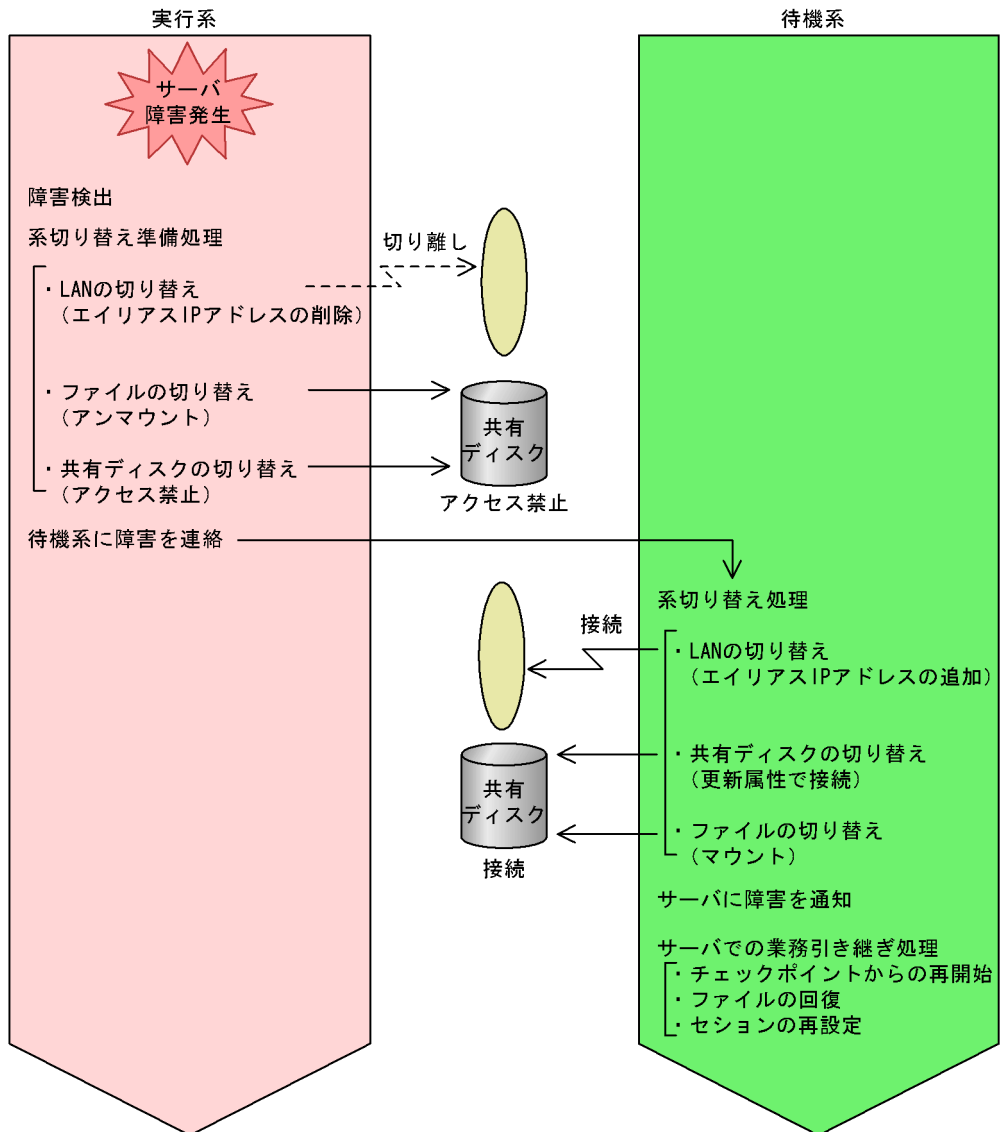 実行系
待機系
サーバ
障害発生
障害検出
系切り替え準備処理
切り離し
・LANの切り替え
（エイリアスIPアドレスの削除）
・ファイルの切り替え
（アンマウント）
共有
ディスク
・共有ディスクの切り替え
（アクセス禁止）
アクセス禁止
待機系に障害を連絡
系切り替え処理
接続
・LANの切り替え
（エイリアスIPアドレスの追加）
・共有ディスクの切り替え
（更新属性で接続）
共有
ディスク
・ファイルの切り替え
（マウント）
接続
サーバに障害を通知
サーバでの業務引き継ぎ処理
・チェックポイントからの再開始
・ファイルの回復
・セションの再設定